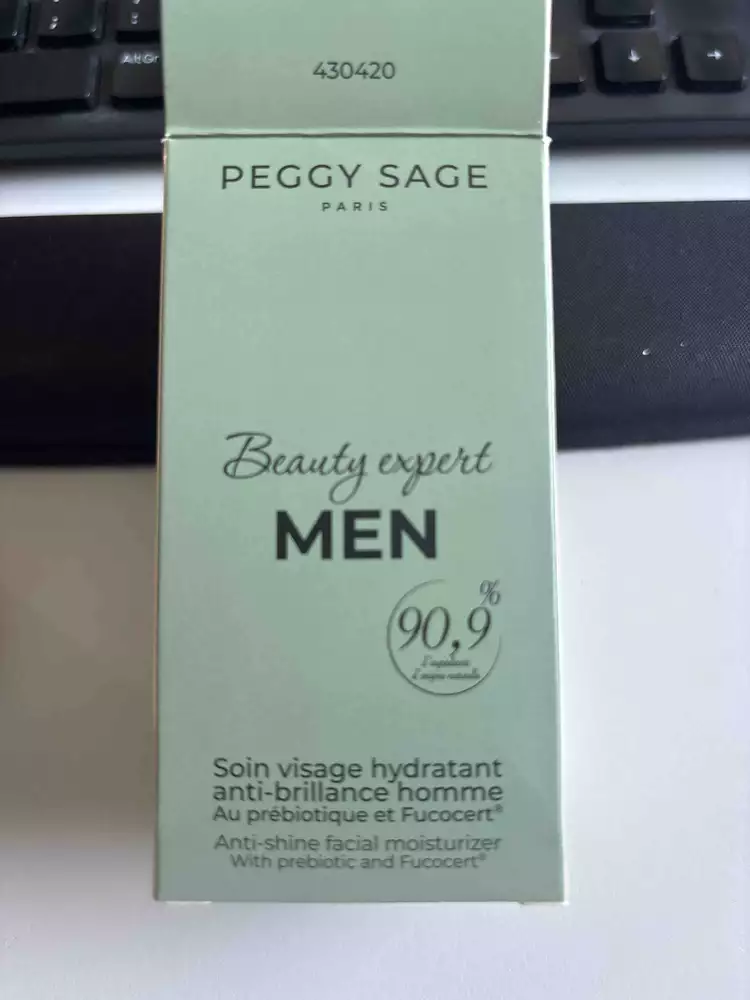 AltGr
430420
PEGGY SAGE
PARIS
Beauty expert
MEN
90,9%
Soin visage hydratant
anti-brillance homme
Au prébiotique et Fucocert®
Anti-shine facial moisturizer
With prebiotic and Fucocert®